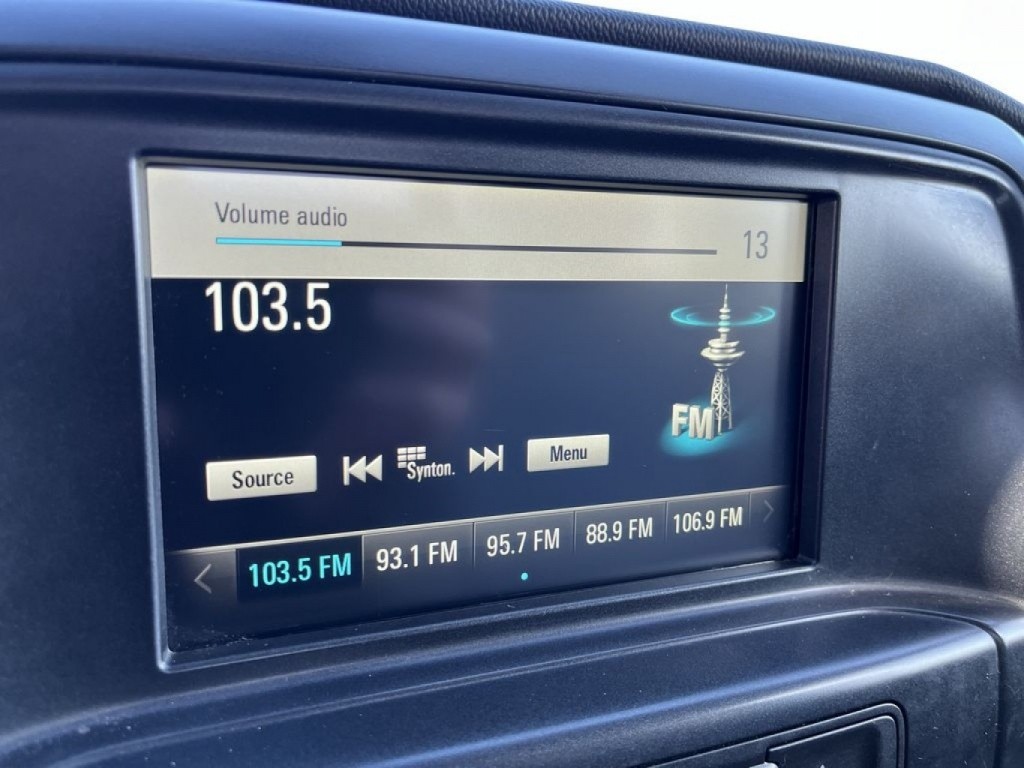 Volume audio
13
103.5
FM
Source
Synton.
Menu
103.5 FM 93.1 FM 95.7 FM 88.9 FM 106.9 FM